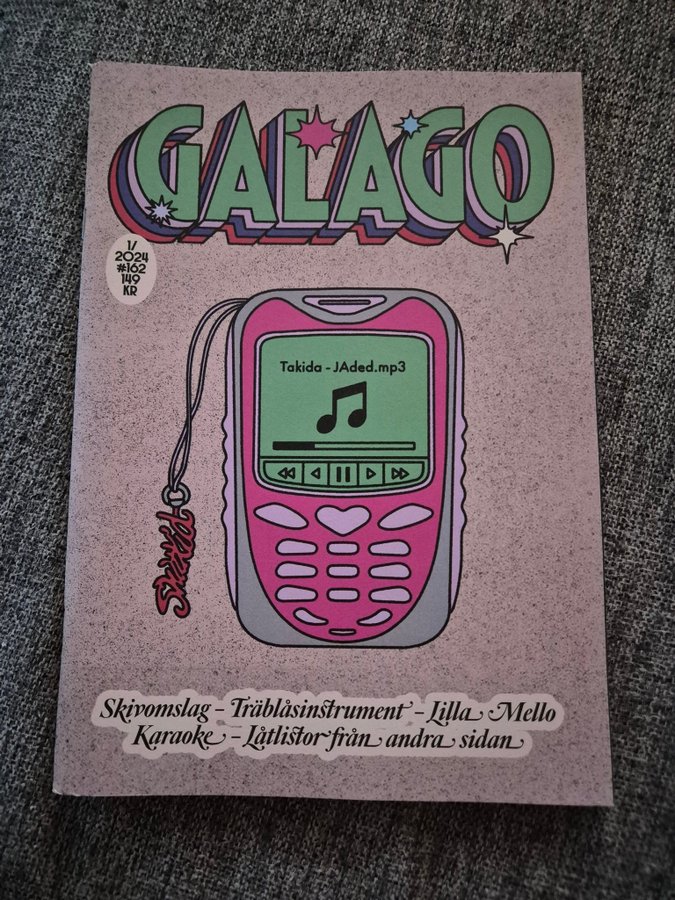 GALAGO
1/
2024
#162
149
KR
Takida - JAded.mp3
Skivomslag - Träblåsinstrument - Lilla Mello
Karaoke - Låtlistor från andra sidan